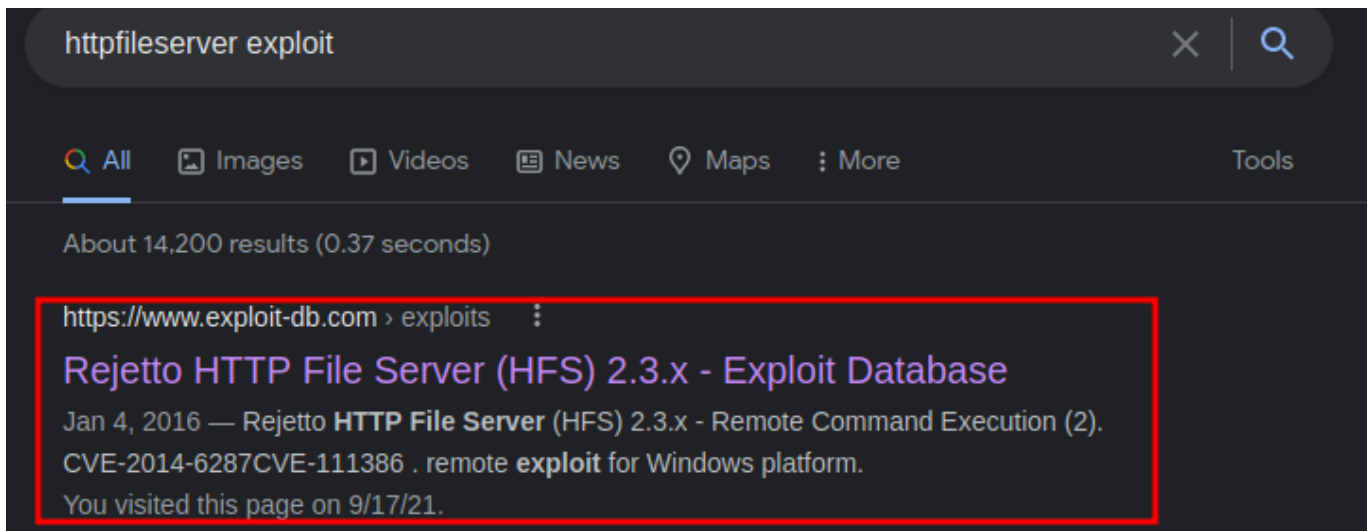 httpfileserver exploit
All Images Videos News Maps More Tools
About 14,200 results (0.37 seconds)
https://www.exploit-db.com › exploits
Rejetto HTTP File Server (HFS) 2.3.x - Exploit Database
Jan 4, 2016 — Rejetto HTTP File Server (HFS) 2.3.x - Remote Command Execution (2).
CVE-2014-6287CVE-111386 . remote exploit for Windows platform.
You visited this page on 9/17/21.